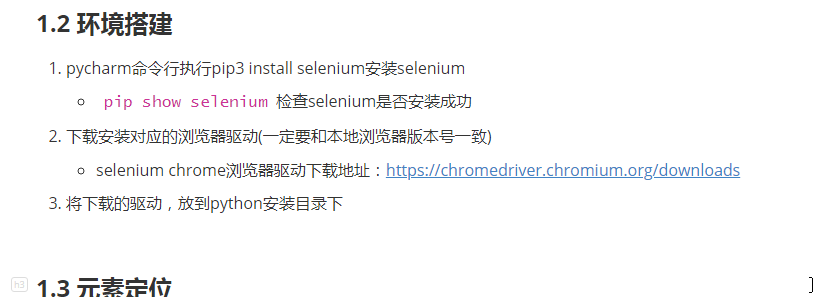 1.2 环境搭建
1. pycharm命令行执行pip3 install selenium安装selenium
pip show selenium 检查selenium是否安装成功
2. 下载安装对应的浏览器驱动(一定要和本地浏览器版本号一致)
selenium chrome浏览器驱动下载地址：https://chromedriver.chromium.org/downloads
3. 将下载的驱动，放到python安装目录下
h3
1.3 元素定位